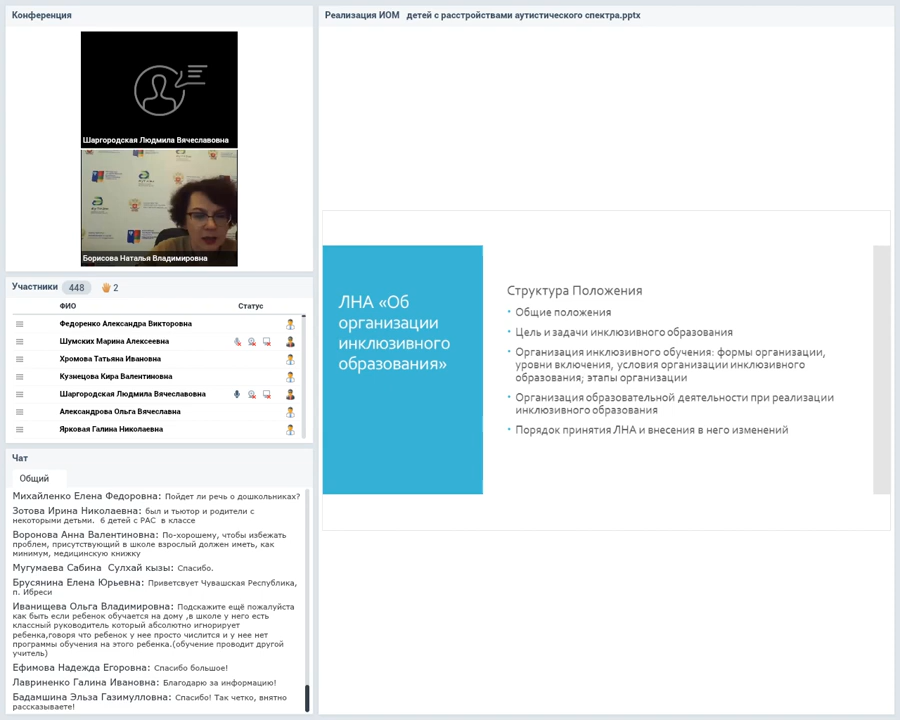 Конференция
Шаргородская Людмила Вячеславовна
Борисова Наталья Владимировна
Участники 448 2
ФИО Статус
Федоренко Александра Викторовна
Шумских Марина Алексеевна
Хромова Татьяна Ивановна
Кузнецова Кира Валентиновна
Шаргородская Людмила Вячеславовна
Александрова Ольга Вячеславна
Ярковая Галина Николаевна
Чат
Общий
Михайленко Елена Федоровна: Пойдет ли речь о дошкольниках?
Зотова Ирина Николаевна: был и тьютор и родители с
некоторыми детьми. 6 детей с РАС в классе
Воронова Анна Валентиновна: По-хорошему, чтобы избежать
проблем, присутствующий в школе взрослый должен иметь, как
минимум, медицинскую книжку
Мугумаева Сабина Сулхай кызы: Спасибо.
Брусянина Елена Юрьевна: Приветсвует Чувашская Республика,
п. Ибреси
Иванищева Ольга Владимировна: Подскажите ещё пожалуйста
как быть если ребенок обучается на дому ,в школе у него есть
классный руководитель который абсолютно игнорирует
ребенка,говоря что ребенок у нее просто числится и у нее нет
программы обучения на этого ребенка.(обучение проводит другой
учитель)
Ефимова Надежда Егоровна: Спасибо большое!
Лавриненко Галина Ивановна: Благодарю за информацию!
Бадамшина Эльза Газимулловна: Спасибо! Так четко, внятно
рассказываете!
Реализация ИОМ детей с расстройствами аутистического спектра.pptx
ЛНА «Об
организации
инклюзивного
образования»
Структура Положения
• Общие положения
• Цель и задачи инклюзивного образования
• Организация инклюзивного обучения: формы организации,
уровни включения, условия организации инклюзивного
образования; этапы организации
• Организация образовательной деятельности при реализации
инклюзивного образования
• Порядок принятия ЛНА и внесения в него изменений